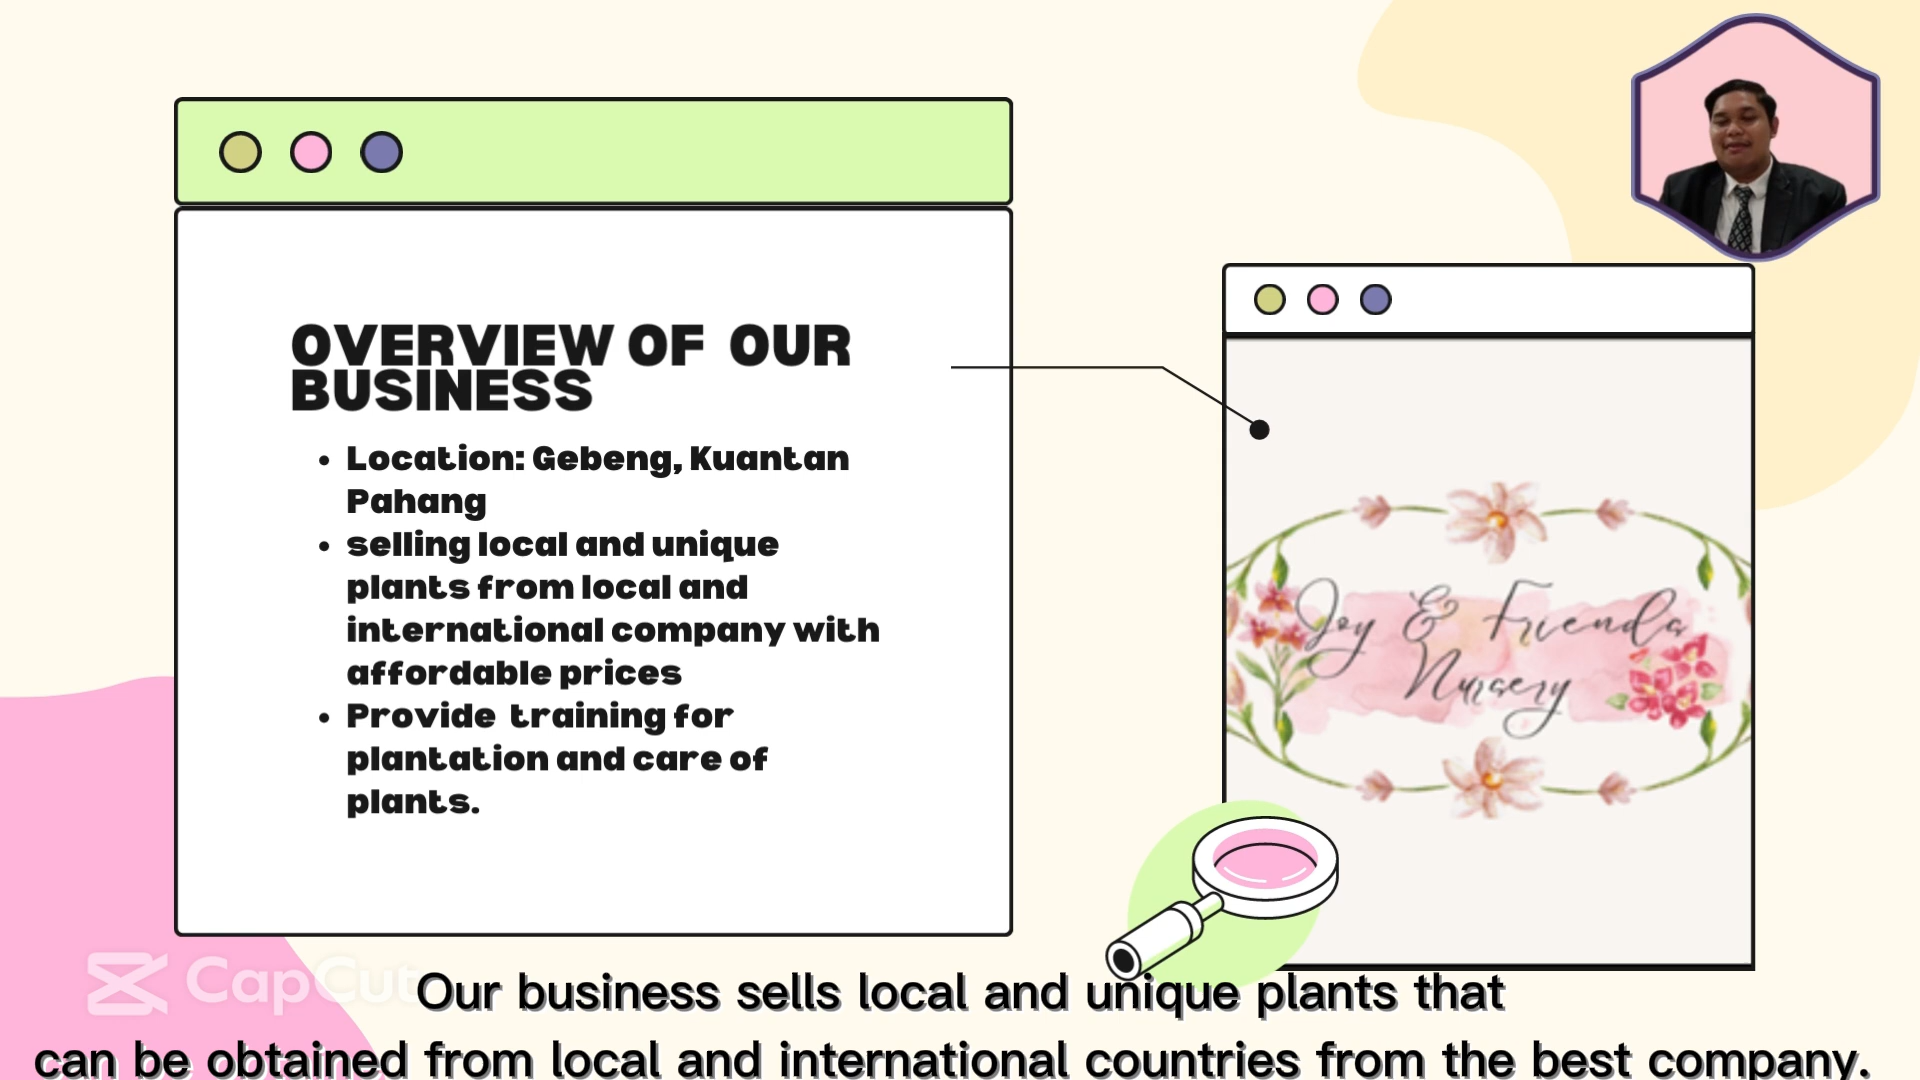 OVERVIEW OF OUR
BUSINESS
• Location: Gebeng, Kuantan
Pahang
• selling local and unique
plants from local and
international company with
affordable prices
• Provide training for
plantation and care of
plants.
Joy & Friends
Nursery
CapCut
Our business sells local and unique plants that
can be obtained from local and international countries from the best company.